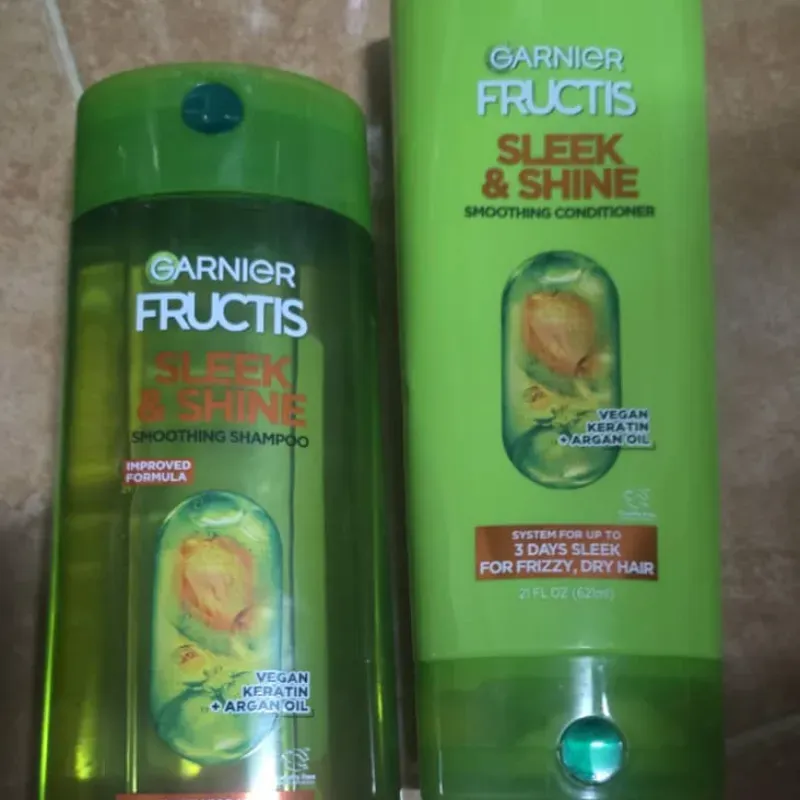 GARNIER
FRUCTIS
SLEEK
& SHINE
SMOOTHING SHAMPOO
IMPROVED
FORMULA
VEGAN
KERATIN
+ ARGAN OIL
GARNIER
FRUCTIS
SLEEK
& SHINE
SMOOTHING CONDITIONER
VEGAN
KERATIN
+ ARGAN OIL
SYSTEM FOR UP TO
3 DAYS SLEEK
FOR FRIZZY, DRY HAIR
21 FL OZ (621ml)